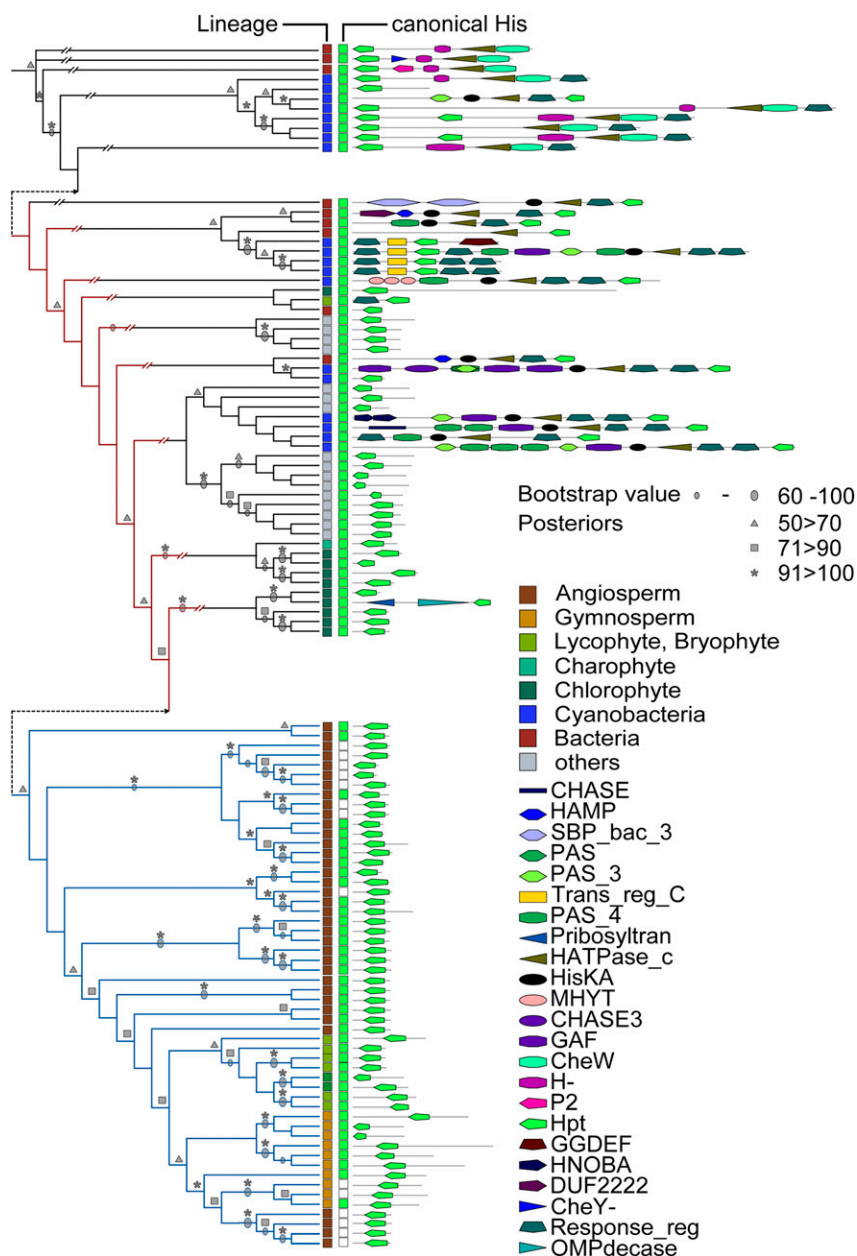 Lineage canonical His
Bootstrap value - 60 -100
Posteriors 50>70
71>90
91>100
Angiosperm
Gymnosperm
Lycophyte, Bryophyte
Charophyte
Chlorophyte
Cyanobacteria
Bacteria
others
CHASE
HAMP
SBP_bac_3
PAS
PAS_3
Trans_reg_C
PAS_4
Pribosyltran
HATPase_c
HisKA
MHYT
CHASE3
GAF
CheW
H-
P2
Hpt
GGDEF
HNOBA
DUF2222
CheY-
Response_reg
OMPdecase